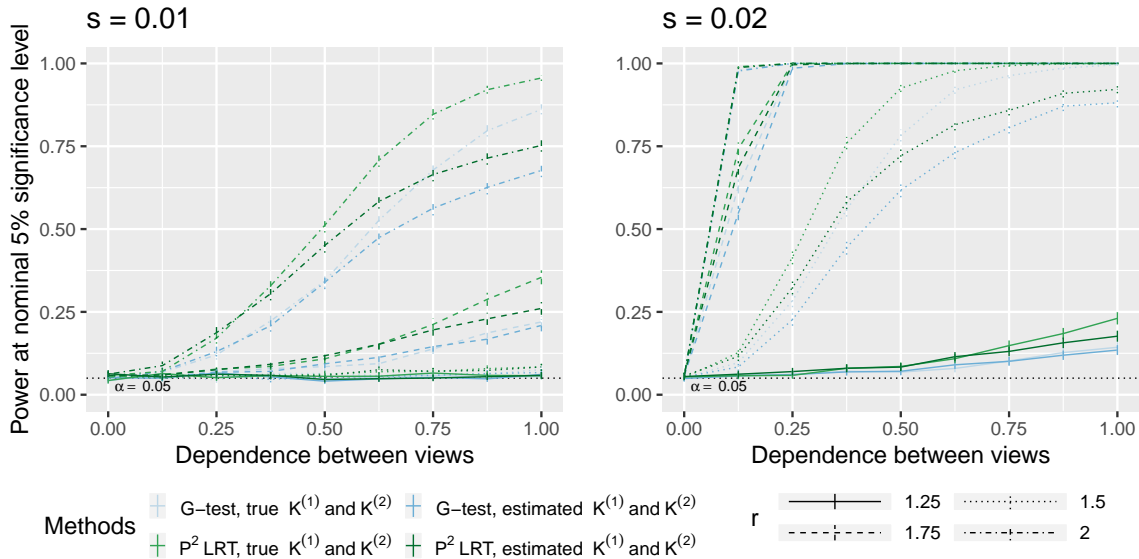 s = 0.01
s = 0.02
Power at nominal 5% significance level
1.00
0.75
0.50
0.25
0.00
α = 0.05
0.00 0.25 0.50 0.75 1.00
Dependence between views
1.00
0.75
0.50
0.25
0.00
α = 0.05
0.00 0.25 0.50 0.75 1.00
Dependence between views
Methods
G−test, true K⁽¹⁾ and K⁽²⁾
G−test, estimated K⁽¹⁾ and K⁽²⁾
P² LRT, true K⁽¹⁾ and K⁽²⁾
P² LRT, estimated K⁽¹⁾ and K⁽²⁾
r
1.25
1.5
1.75
2